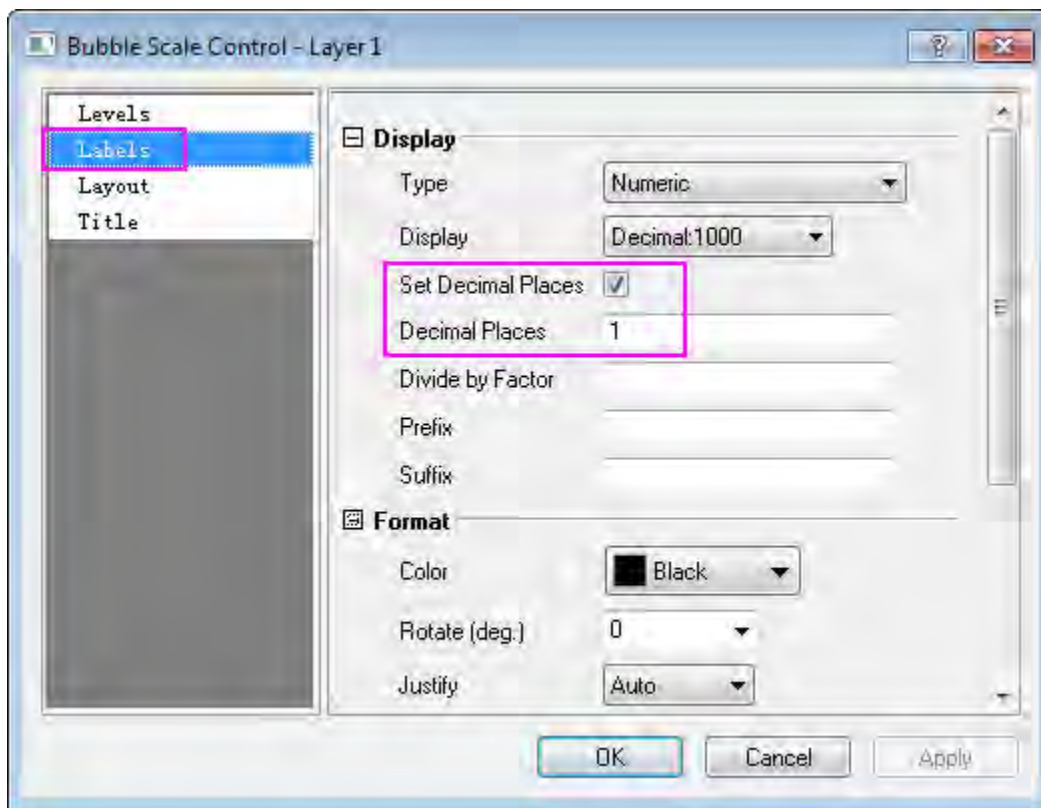 Bubble Scale Control - Layer 1
Levels
Labels
Layout
Title
Display
Type Numeric
Display Decimal:1000
Set Decimal Places
Decimal Places 1
Divide by Factor
Prefix
Suffix
Format
Color Black
Rotate (deg.) 0
Justify Auto
OK Cancel Apply